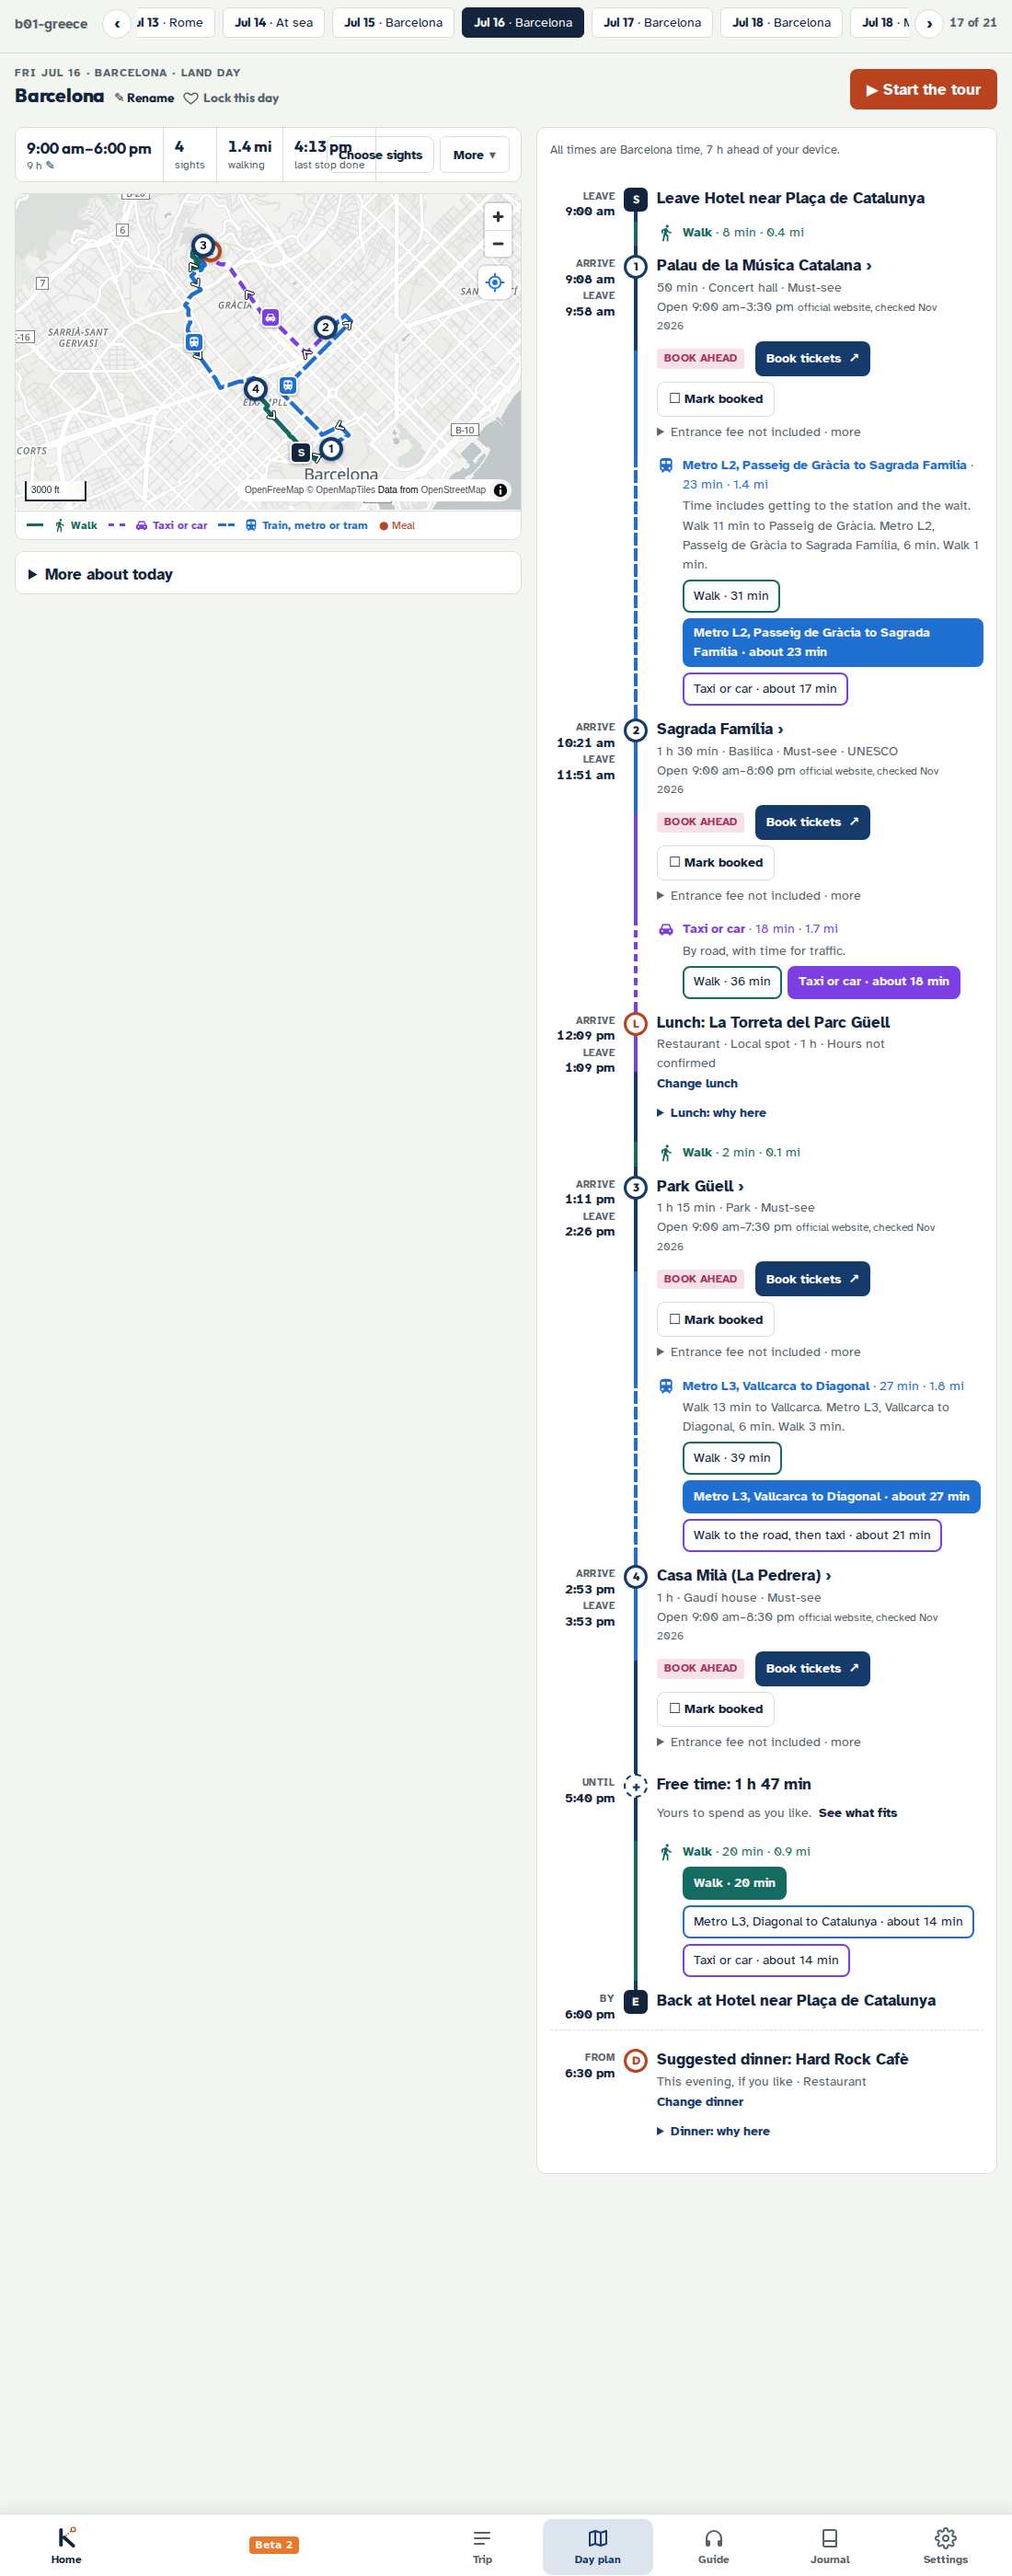 b01-greece
‹
Jul 13 · Rome
Jul 14 · At sea
Jul 15 · Barcelona
Jul 16 · Barcelona
Jul 17 · Barcelona
Jul 18 · Barcelona
Jul 18 ·
›
17 of 21
FRI JUL 16 · BARCELONA · LAND DAY
Barcelona ✎ Rename Lock this day
▶ Start the tour
9:00 am–6:00 pm
9 h ✎
4
sights
1.4 mi
walking
4:13 pm
last stop done
Choose sights
More ▾
6
7
SARRIÀ-SANT
GERVASI
GRÀCIA
CORTS
B-10
Barcelona
3
2
4
S
1
+
−
3000 ft
OpenFreeMap © OpenMapTiles Data from OpenStreetMap
Walk
Taxi or car
Train, metro or tram
Meal
▶ More about today
All times are Barcelona time, 7 h ahead of your device.
LEAVE
9:00 am
S
Leave Hotel near Plaça de Catalunya
Walk · 8 min · 0.4 mi
ARRIVE
9:08 am
LEAVE
9:58 am
1
Palau de la Música Catalana ›
50 min · Concert hall · Must-see
Open 9:00 am–3:30 pm official website, checked Nov
2026
BOOK AHEAD
Book tickets ↗
☐ Mark booked
▶ Entrance fee not included · more
Metro L2, Passeig de Gràcia to Sagrada Família ·
23 min · 1.4 mi
Time includes getting to the station and the wait.
Walk 11 min to Passeig de Gràcia. Metro L2,
Passeig de Gràcia to Sagrada Família, 6 min. Walk 1
min.
Walk · 31 min
Metro L2, Passeig de Gràcia to Sagrada
Família · about 23 min
Taxi or car · about 17 min
ARRIVE
10:21 am
LEAVE
11:51 am
2
Sagrada Família ›
1 h 30 min · Basilica · Must-see · UNESCO
Open 9:00 am–8:00 pm official website, checked Nov
2026
BOOK AHEAD
Book tickets ↗
☐ Mark booked
▶ Entrance fee not included · more
Taxi or car · 18 min · 1.7 mi
By road, with time for traffic.
Walk · 36 min
Taxi or car · about 18 min
ARRIVE
12:09 pm
LEAVE
1:09 pm
L
Lunch: La Torreta del Parc Güell
Restaurant · Local spot · 1 h · Hours not
confirmed
Change lunch
▶ Lunch: why here
Walk · 2 min · 0.1 mi
ARRIVE
1:11 pm
LEAVE
2:26 pm
3
Park Güell ›
1 h 15 min · Park · Must-see
Open 9:00 am–7:30 pm official website, checked Nov
2026
BOOK AHEAD
Book tickets ↗
☐ Mark booked
▶ Entrance fee not included · more
Metro L3, Vallcarca to Diagonal · 27 min · 1.8 mi
Walk 13 min to Vallcarca. Metro L3, Vallcarca to
Diagonal, 6 min. Walk 3 min.
Walk · 39 min
Metro L3, Vallcarca to Diagonal · about 27 min
Walk to the road, then taxi · about 21 min
ARRIVE
2:53 pm
LEAVE
3:53 pm
4
Casa Milà (La Pedrera) ›
1 h · Gaudí house · Must-see
Open 9:00 am–8:30 pm official website, checked Nov
2026
BOOK AHEAD
Book tickets ↗
☐ Mark booked
▶ Entrance fee not included · more
UNTIL
5:40 pm
+
Free time: 1 h 47 min
Yours to spend as you like. See what fits
Walk · 20 min · 0.9 mi
Walk · 20 min
Metro L3, Diagonal to Catalunya · about 14 min
Taxi or car · about 14 min
BY
6:00 pm
E
Back at Hotel near Plaça de Catalunya
FROM
6:30 pm
D
Suggested dinner: Hard Rock Cafè
This evening, if you like · Restaurant
Change dinner
▶ Dinner: why here
Home
Beta 2
Trip
Day plan
Guide
Journal
Settings